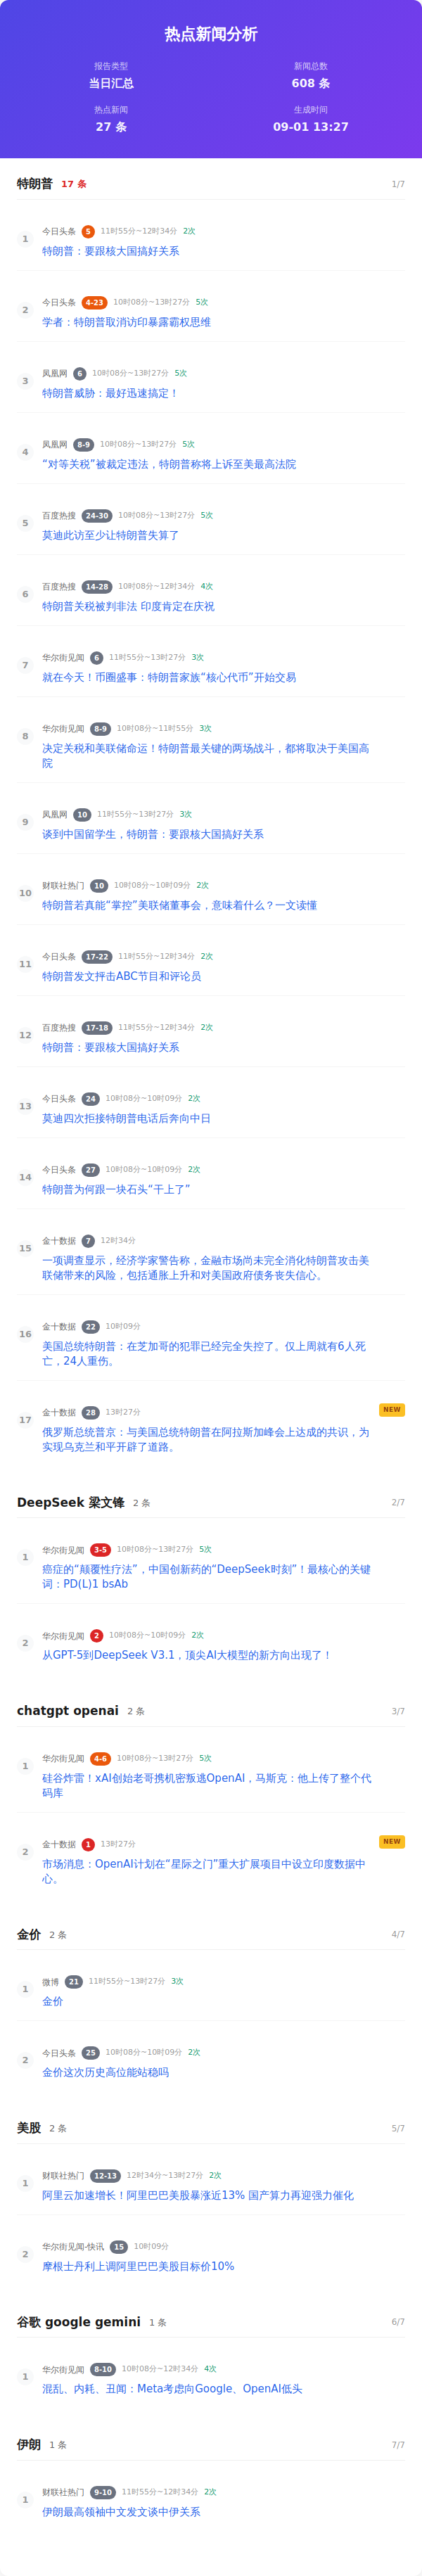 热点新闻分析
报告类型
新闻总数
当日汇总
608 条
热点新闻
生成时间
27 条
09-01 13:27
特朗普 17 条 1/7
1
今日头条 5 11时55分~12时34分 2次
特朗普：要跟核大国搞好关系
2
今日头条 4-23 10时08分~13时27分 5次
学者：特朗普取消访印暴露霸权思维
3
凤凰网 6 10时08分~13时27分 5次
特朗普威胁：最好迅速搞定！
4
凤凰网 8-9 10时08分~13时27分 5次
“对等关税”被裁定违法，特朗普称将上诉至美最高法院
5
百度热搜 24-30 10时08分~13时27分 5次
莫迪此访至少让特朗普失算了
6
百度热搜 14-28 10时08分~12时34分 4次
特朗普关税被判非法 印度肯定在庆祝
7
华尔街见闻 6 11时55分~13时27分 3次
就在今天！币圈盛事：特朗普家族“核心代币”开始交易
8
华尔街见闻 8-9 10时08分~11时55分 3次
决定关税和美联储命运！特朗普最关键的两场战斗，都将取决于美国高
院
9
凤凰网 10 11时55分~13时27分 3次
谈到中国留学生，特朗普：要跟核大国搞好关系
10
财联社热门 10 10时08分~10时09分 2次
特朗普若真能“掌控”美联储董事会，意味着什么？一文读懂
11
今日头条 17-22 11时55分~12时34分 2次
特朗普发文抨击ABC节目和评论员
12
百度热搜 17-18 11时55分~12时34分 2次
特朗普：要跟核大国搞好关系
13
今日头条 24 10时08分~10时09分 2次
莫迪四次拒接特朗普电话后奔向中日
14
今日头条 27 10时08分~10时09分 2次
特朗普为何跟一块石头“干上了”
15
金十数据 7 12时34分
一项调查显示，经济学家警告称，金融市场尚未完全消化特朗普攻击美
联储带来的风险，包括通胀上升和对美国政府债务丧失信心。
16
金十数据 22 10时09分
美国总统特朗普：在芝加哥的犯罪已经完全失控了。仅上周就有6人死
亡，24人重伤。
17
金十数据 28 13时27分 NEW
俄罗斯总统普京：与美国总统特朗普在阿拉斯加峰会上达成的共识，为
实现乌克兰和平开辟了道路。
DeepSeek 梁文锋 2 条 2/7
1
华尔街见闻 3-5 10时08分~13时27分 5次
癌症的“颠覆性疗法”，中国创新药的“DeepSeek时刻”！最核心的关键
词：PD(L)1 bsAb
2
华尔街见闻 2 10时08分~10时09分 2次
从GPT-5到DeepSeek V3.1，顶尖AI大模型的新方向出现了！
chatgpt openai 2 条 3/7
1
华尔街见闻 4-6 10时08分~13时27分 5次
硅谷炸雷！xAI创始老哥携机密叛逃OpenAI，马斯克：他上传了整个代
码库
2
金十数据 1 13时27分 NEW
市场消息：OpenAI计划在“星际之门”重大扩展项目中设立印度数据中
心。
金价 2 条 4/7
1
微博 21 11时55分~13时27分 3次
金价
2
今日头条 25 10时08分~10时09分 2次
金价这次历史高位能站稳吗
美股 2 条 5/7
1
财联社热门 12-13 12时34分~13时27分 2次
阿里云加速增长！阿里巴巴美股暴涨近13% 国产算力再迎强力催化
2
华尔街见闻-快讯 15 10时09分
摩根士丹利上调阿里巴巴美股目标价10%
谷歌 google gemini 1 条 6/7
1
华尔街见闻 8-10 10时08分~12时34分 4次
混乱、内耗、丑闻：Meta考虑向Google、OpenAI低头
伊朗 1 条 7/7
1
财联社热门 9-10 11时55分~12时34分 2次
伊朗最高领袖中文发文谈中伊关系